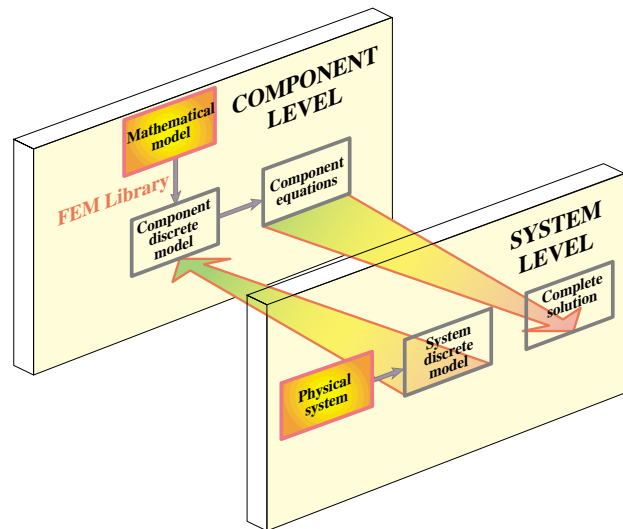 COMPONENT
LEVEL
Mathematical
model
FEM Library
Component
discrete
model
Component
equations
SYSTEM
LEVEL
Complete
solution
System
discrete
model
Physical
system